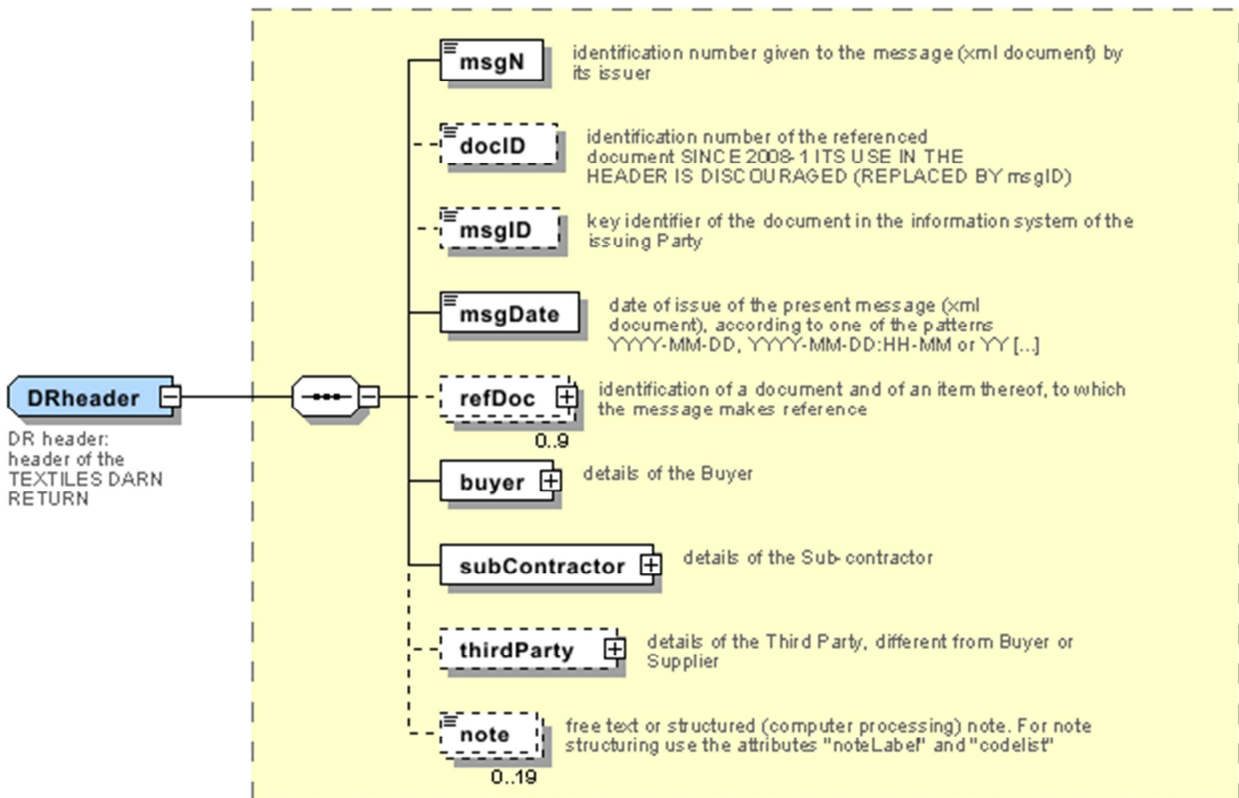 msgN
identification number given to the message (xml document) by
its issuer
docID
identification number of the referenced
document SINCE 2008-1 ITS USE IN THE
HEADER IS DISCOURAGED (REPLACED BY msgID)
msgID
key identifier of the document in the information system of the
issuing Party
msgDate
date of issue of the present message (xml
document), according to one of the patterns
YYYY-MM-DD, YYYY-MM-DD:HH-MM or YY [...]
DRheader
DR header:
header of the
TEXTILES DARN
RETURN
refDoc
identification of a document and of an item thereof, to which
the message makes reference
0..9
buyer
details of the Buyer
subContractor
details of the Sub-contractor
thirdParty
details of the Third Party, different from Buyer or
Supplier
note
free text or structured (computer processing) note. For note
structuring use the attributes "noteLabel" and "codelist"
0..19